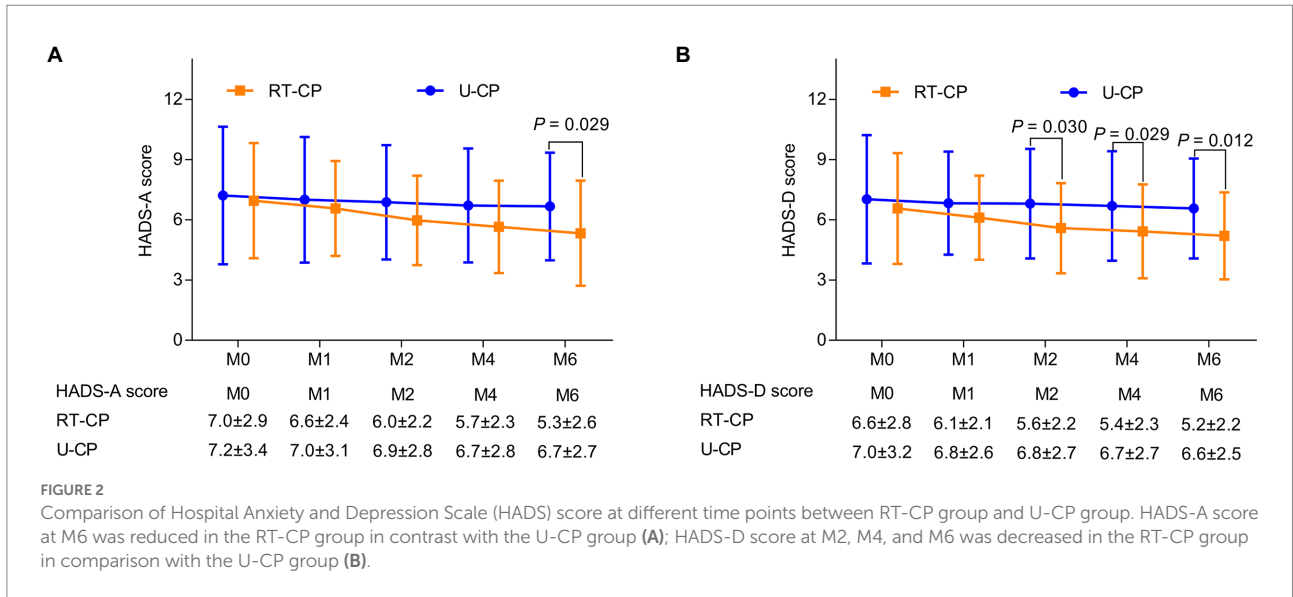 A
RT-CP
U-CP
12
9
6
3
0
HADS-A score
P = 0.029
M0 M1 M2 M4 M6
HADS-A score M0 M1 M2 M4 M6
RT-CP 7.0±2.9 6.6±2.4 6.0±2.2 5.7±2.3 5.3±2.6
U-CP 7.2±3.4 7.0±3.1 6.9±2.8 6.7±2.8 6.7±2.7
B
RT-CP
U-CP
12
9
6
3
0
HADS-D score
P = 0.030
P = 0.029
P = 0.012
M0 M1 M2 M4 M6
HADS-D score M0 M1 M2 M4 M6
RT-CP 6.6±2.8 6.1±2.1 5.6±2.2 5.4±2.3 5.2±2.2
U-CP 7.0±3.2 6.8±2.6 6.8±2.7 6.7±2.7 6.6±2.5
FIGURE 2
Comparison of Hospital Anxiety and Depression Scale (HADS) score at different time points between RT-CP group and U-CP group. HADS-A score
at M6 was reduced in the RT-CP group in contrast with the U-CP group (A); HADS-D score at M2, M4, and M6 was decreased in the RT-CP group
in comparison with the U-CP group (B).